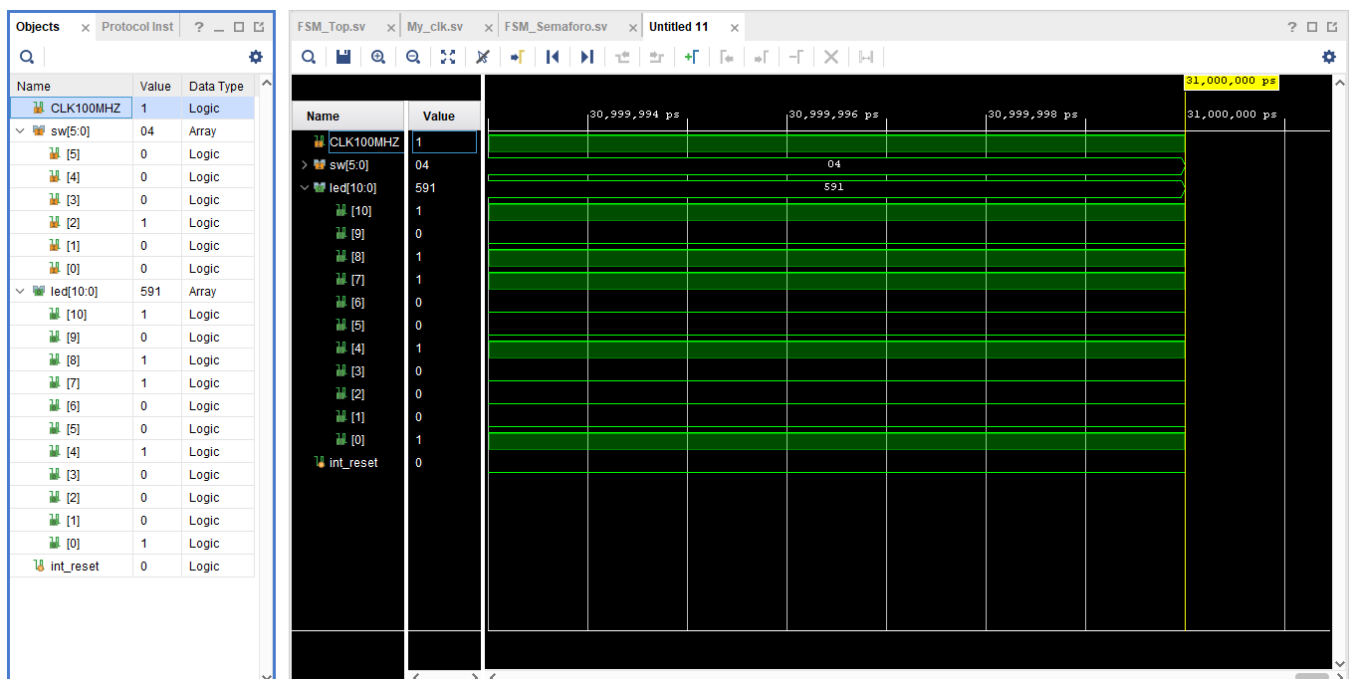 Objects × Protocol Inst ?
Name Value Data Type
CLK100MHZ 1 Logic
sw[5:0] 04 Array
[5] 0 Logic
[4] 0 Logic
[3] 0 Logic
[2] 1 Logic
[1] 0 Logic
[0] 0 Logic
led[10:0] 591 Array
[10] 1 Logic
[9] 0 Logic
[8] 1 Logic
[7] 1 Logic
[6] 0 Logic
[5] 0 Logic
[4] 1 Logic
[3] 0 Logic
[2] 0 Logic
[1] 0 Logic
[0] 1 Logic
int_reset 0 Logic
FSM_Top.sv × My_clk.sv × FSM_Semaforo.sv × Untitled 11 × ?
31,000,000 ps
Name Value 30,999,994 ps 30,999,996 ps 30,999,998 ps 31,000,000 ps
CLK100MHZ 1
sw[5:0] 04 04
led[10:0] 591 591
[10] 1
[9] 0
[8] 1
[7] 1
[6] 0
[5] 0
[4] 1
[3] 0
[2] 0
[1] 0
[0] 1
int_reset 0